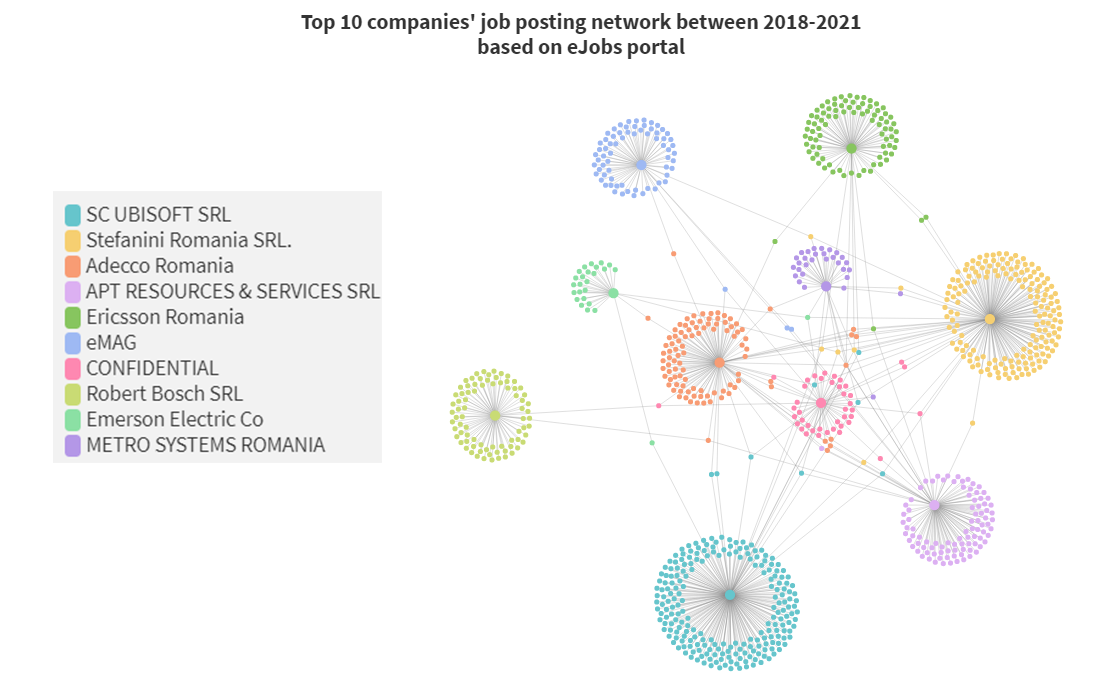 Top 10 companies' job posting network between 2018-2021
based on eJobs portal
SC UBISOFT SRL
Stefanini Romania SRL.
Adecco Romania
APT RESOURCES & SERVICES SRL
Ericsson Romania
eMAG
CONFIDENTIAL
Robert Bosch SRL
Emerson Electric Co
METRO SYSTEMS ROMANIA